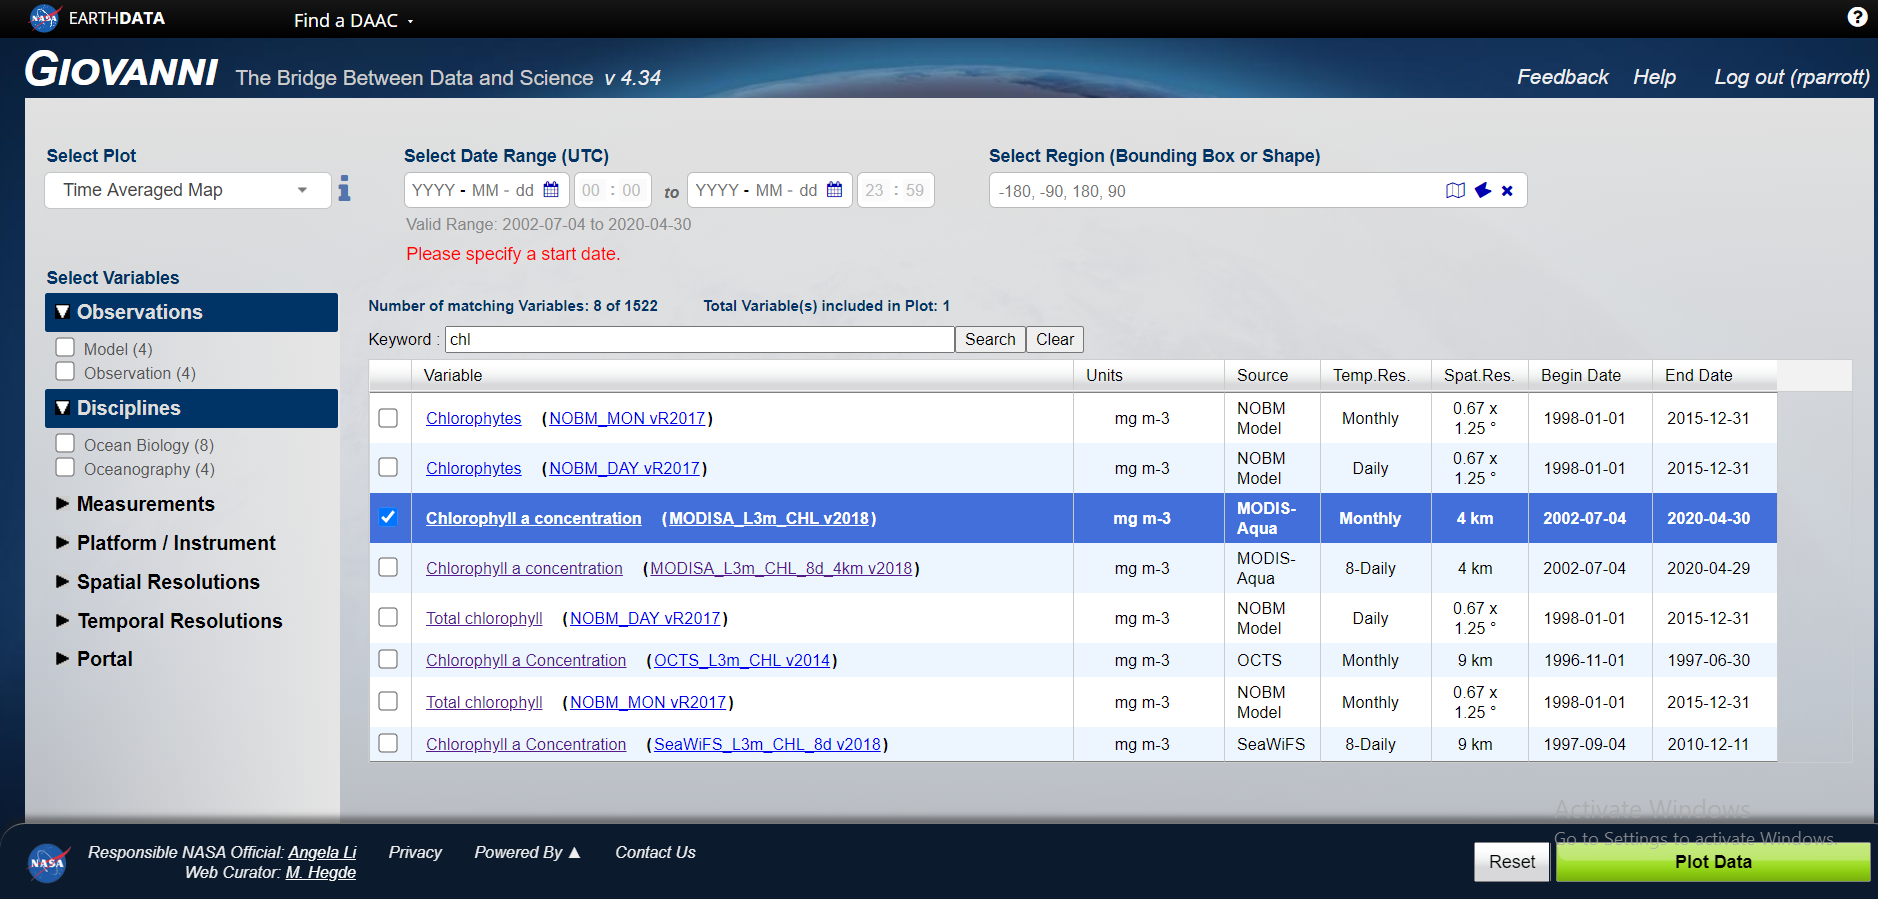 NASA EARTHDATA Find a DAAC ?
GIOVANNI The Bridge Between Data and Science v 4.34 Feedback Help Log out (rparrott)
Select Plot Select Date Range (UTC) Select Region (Bounding Box or Shape)
Time Averaged Map i YYYY - MM - dd 00 : 00 to YYYY - MM - dd 23 : 59 -180, -90, 180, 90
Valid Range: 2002-07-04 to 2020-04-30
Please specify a start date.
Select Variables
Observations
Model (4)
Observation (4)
Disciplines
Ocean Biology (8)
Oceanography (4)
Measurements
Platform / Instrument
Spatial Resolutions
Temporal Resolutions
Portal
Number of matching Variables: 8 of 1522 Total Variable(s) included in Plot: 1
Keyword : chl Search Clear
Variable Units Source Temp.Res. Spat.Res. Begin Date End Date
Chlorophytes (NOBM_MON vR2017) mg m-3 NOBM Model Monthly 0.67 x 1.25 ° 1998-01-01 2015-12-31
Chlorophytes (NOBM_DAY vR2017) mg m-3 NOBM Model Daily 0.67 x 1.25 ° 1998-01-01 2015-12-31
Chlorophyll a concentration (MODISA_L3m_CHL v2018) mg m-3 MODIS-Aqua Monthly 4 km 2002-07-04 2020-04-30
Chlorophyll a concentration (MODISA_L3m_CHL_8d_4km v2018) mg m-3 MODIS-Aqua 8-Daily 4 km 2002-07-04 2020-04-29
Total chlorophyll (NOBM_DAY vR2017) mg m-3 NOBM Model Daily 0.67 x 1.25 ° 1998-01-01 2015-12-31
Chlorophyll a Concentration (OCTS_L3m_CHL v2014) mg m-3 OCTS Monthly 9 km 1996-11-01 1997-06-30
Total chlorophyll (NOBM_MON vR2017) mg m-3 NOBM Model Monthly 0.67 x 1.25 ° 1998-01-01 2015-12-31
Chlorophyll a Concentration (SeaWiFS_L3m_CHL_8d v2018) mg m-3 SeaWiFS 8-Daily 9 km 1997-09-04 2010-12-11
Activate Windows
Go to Settings to activate Windows.
NASA Responsible NASA Official: Angela Li Privacy Powered By Contact Us
Web Curator: M. Hegde
Reset Plot Data